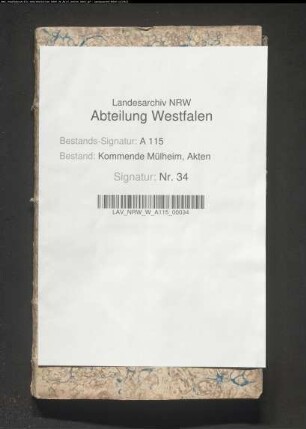 Landesarchiv NRW
Abteilung Westfalen
Bestands-Signatur: A 115
Bestand: Kommende Mülheim, Akten
Signatur: Nr. 34
LAV_NRW_W_A115_00034